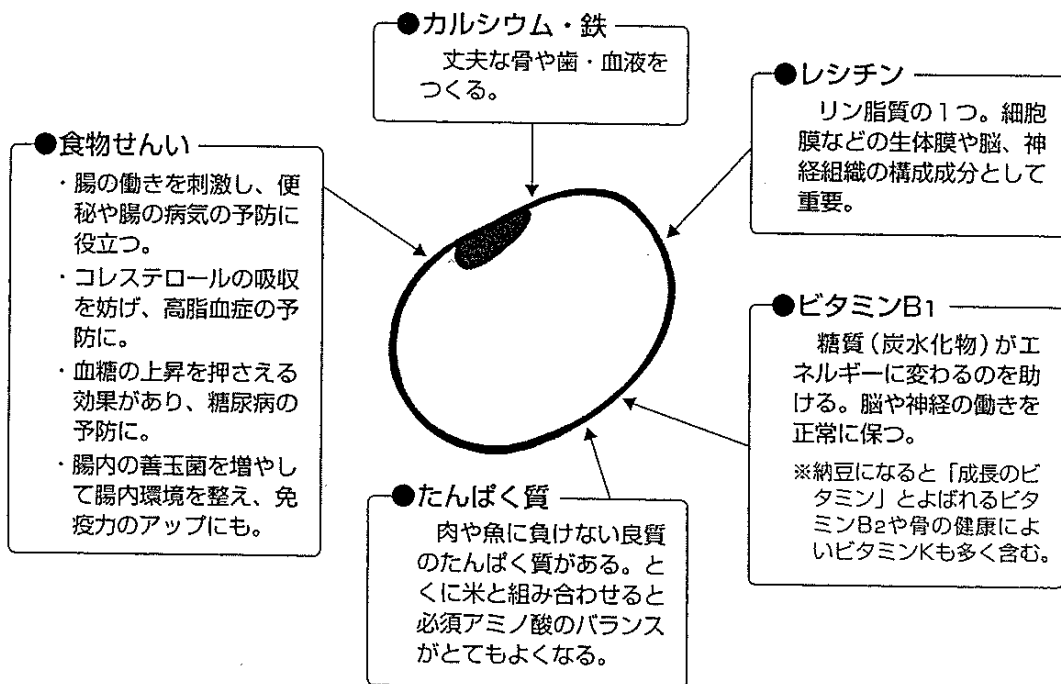 ●カルシウム・鉄
丈夫な骨や歯・血液を
つくる。
●レシチン
リン脂質の1つ。細胞
膜などの生体膜や脳、神
経組織の構成成分として
重要。
●食物せんい
・腸の働きを刺激し、便
秘や腸の病気の予防に
役立つ。
・コレステロールの吸収
を妨げ、高脂血症の予
防に。
・血糖の上昇を押さえる
効果があり、糖尿病の
予防に。
・腸内の善玉菌を増やし
て腸内環境を整え、免
疫力のアップにも。
●ビタミンB1
糖質(炭水化物)がエ
ネルギーに変わるのを助
ける。脳や神経の働きを
正常に保つ。
※納豆になると「成長のビ
タミン」とよばれるビタ
ミンB2や骨の健康によ
いビタミンKも多く含む。
●たんぱく質
肉や魚に負けない良質
のたんぱく質がある。と
くに米と組み合わせると
必須アミノ酸のバランス
がとてもよくなる。